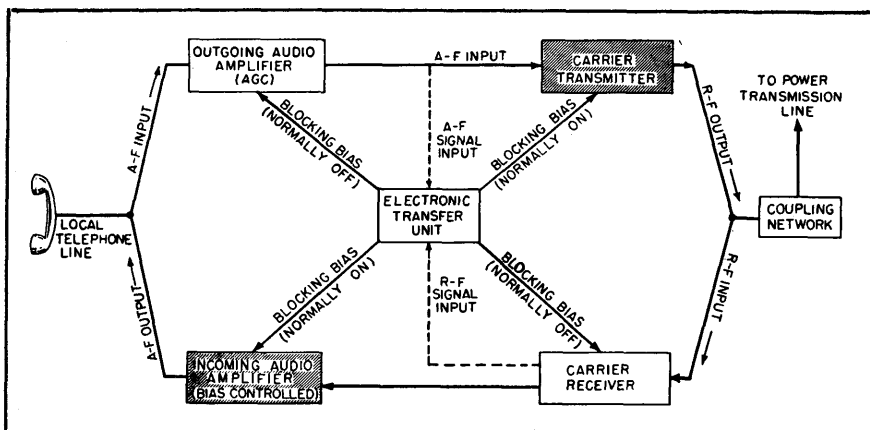 OUTGOING AUDIO
AMPLIFIER
(AGC)
A-F INPUT
CARRIER
TRANSMITTER
TO POWER
TRANSMISSION
LINE
A-F INPUT
BLOCKING BIAS
(NORMALLY OFF)
A-F
SIGNAL
INPUT
BLOCKING BIAS
(NORMALLY ON)
R-F OUTPUT
LOCAL
TELEPHONE
LINE
ELECTRONIC
TRANSFER
UNIT
COUPLING
NETWORK
A-F OUTPUT
BLOCKING BIAS
(NORMALLY ON)
R-F
SIGNAL
INPUT
BLOCKING BIAS
(NORMALLY OFF)
R-F INPUT
INCOMING AUDIO
AMPLIFIER
(BIAS CONTROLLED)
CARRIER
RECEIVER